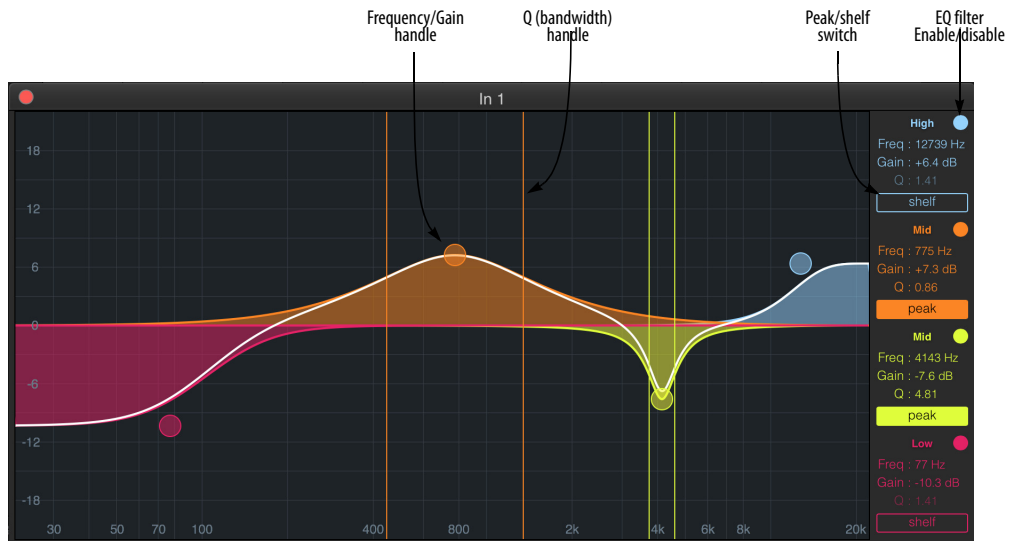 Frequency/Gain
handle
Q (bandwidth)
handle
Peak/shelf
switch
EQ filter
Enable/disable
In 1
High
Freq : 12739 Hz
Gain : +6.4 dB
Q : 1.41
shelf
Mid
Freq : 775 Hz
Gain : +7.3 dB
Q : 0.86
peak
Mid
Freq : 4143 Hz
Gain : -7.6 dB
Q : 4.81
peak
Low
Freq : 77 Hz
Gain : -10.3 dB
Q : 1.41
shelf
18
12
6
0
-6
-12
-18
30 50 70 100 400 800 2k 4k 6k 8k 20k